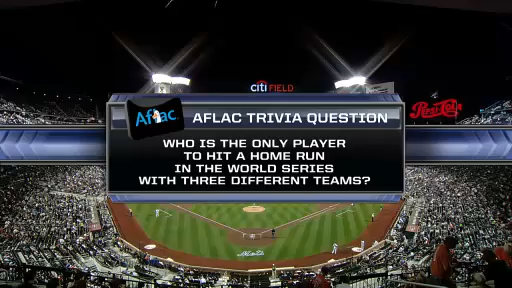 citi FIELD
Aflac
AFLAC TRIVIA QUESTION
Pepsi-Cola
WHO IS THE ONLY PLAYER
TO HIT A HOME RUN
IN THE WORLD SERIES
WITH THREE DIFFERENT TEAMS?
Mets